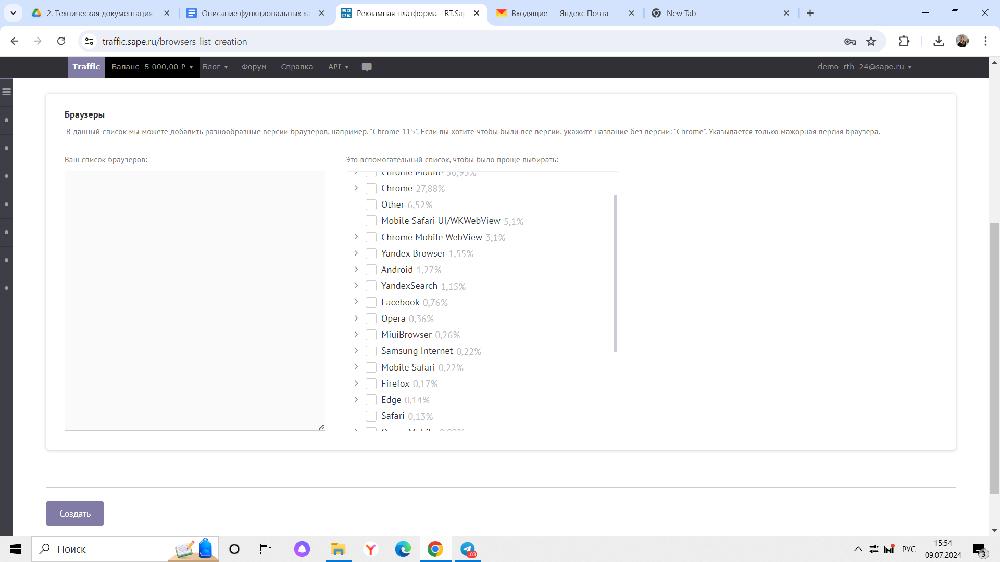 2. Техническая документация
Описание функциональных ха
Рекламная платформа - RT.Sap
Входящие — Яндекс Почта
New Tab
traffic.sape.ru/browsers-list-creation
Traffic
Баланс 5 000,00 ₽
Блог
Форум
Справка
API
demo_rtb_24@sape.ru
Браузеры
В данный список мы можете добавить разнообразные версии браузеров, например, "Chrome 115". Если вы хотите чтобы были все версии, укажите название без версии: "Chrome". Указывается только мажорная версия браузера.
Ваш список браузеров:
Это вспомогательный список, чтобы было проще выбирать:
Chrome Mobile 50,93%
Chrome 27,88%
Other 6,52%
Mobile Safari UI/WKWebView 5,1%
Chrome Mobile WebView 3,1%
Yandex Browser 1,55%
Android 1,27%
YandexSearch 1,15%
Facebook 0,76%
Opera 0,36%
MiuiBrowser 0,26%
Samsung Internet 0,22%
Mobile Safari 0,22%
Firefox 0,17%
Edge 0,14%
Safari 0,13%
Opera Mobile
Создать
Поиск
..03
РУС
15:54
09.07.2024
3